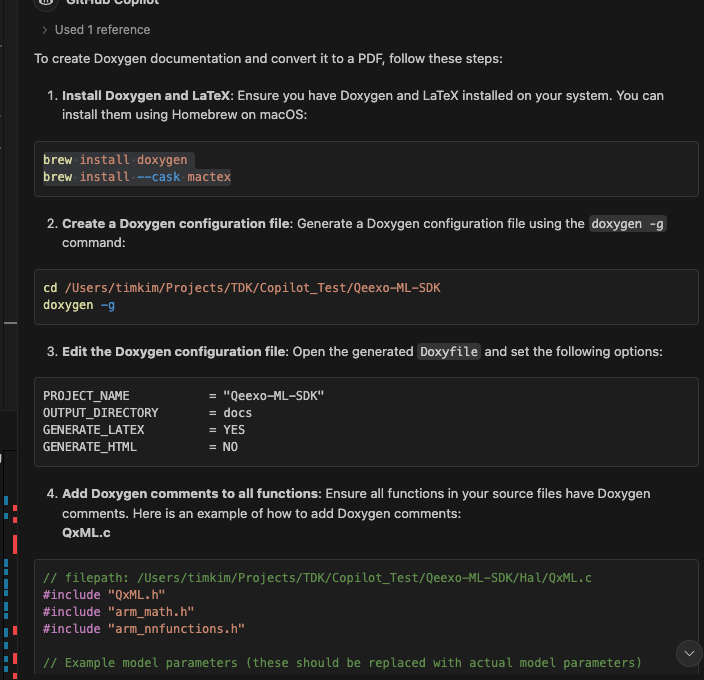 GitHub Copilot
Used 1 reference
To create Doxygen documentation and convert it to a PDF, follow these steps:
1. Install Doxygen and LaTeX: Ensure you have Doxygen and LaTeX installed on your system. You can
install them using Homebrew on macOS:
brew install doxygen
brew install --cask mactex
2. Create a Doxygen configuration file: Generate a Doxygen configuration file using the doxygen -g
command:
cd /Users/timkim/Projects/TDK/Copilot_Test/Qeexo-ML-SDK
doxygen -g
3. Edit the Doxygen configuration file: Open the generated Doxyfile and set the following options:
PROJECT_NAME = "Qeexo-ML-SDK"
OUTPUT_DIRECTORY = docs
GENERATE_LATEX = YES
GENERATE_HTML = NO
4. Add Doxygen comments to all functions: Ensure all functions in your source files have Doxygen
comments. Here is an example of how to add Doxygen comments:
QxML.c
// filepath: /Users/timkim/Projects/TDK/Copilot_Test/Qeexo-ML-SDK/Hal/QxML.c
#include "QxML.h"
#include "arm_math.h"
#include "arm_nnfunctions.h"
// Example model parameters (these should be replaced with actual model parameters)